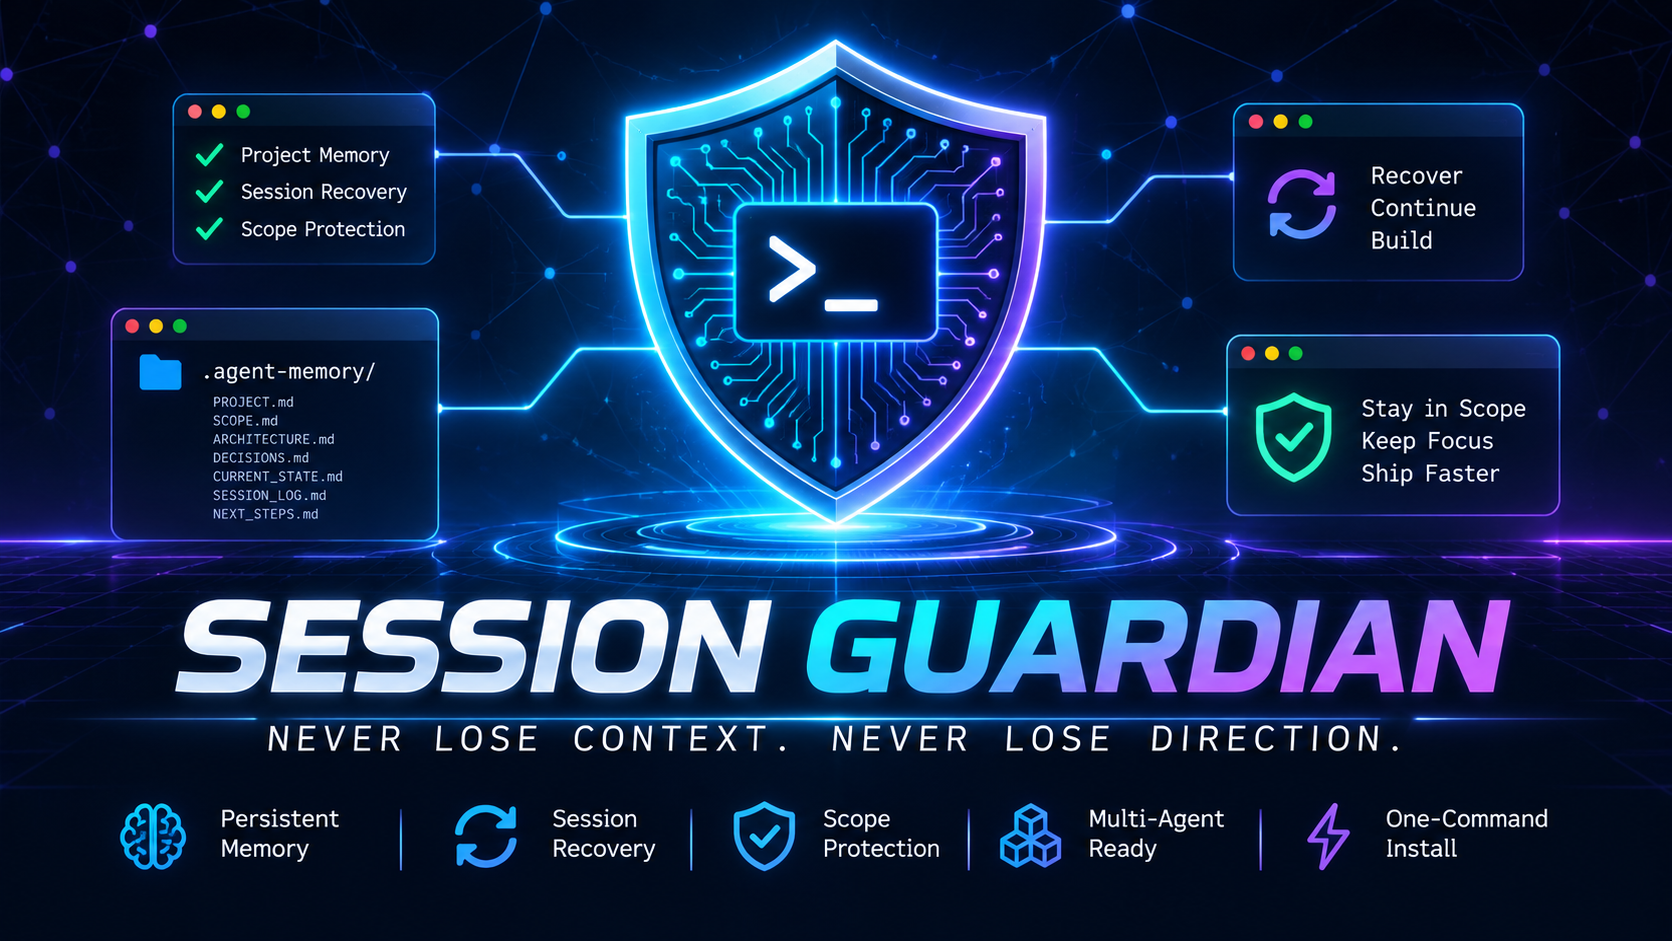 Project Memory
Session Recovery
Scope Protection
.agent-memory/
PROJECT.md
SCOPE.md
ARCHITECTURE.md
DECISIONS.md
CURRENT_STATE.md
SESSION_LOG.md
NEXT_STEPS.md
>_
Recover
Continue
Build
Stay in Scope
Keep Focus
Ship Faster
SESSION GUARDIAN
NEVER LOSE CONTEXT. NEVER LOSE DIRECTION.
Persistent
Memory
Session
Recovery
Scope
Protection
Multi-Agent
Ready
One-Command
Install